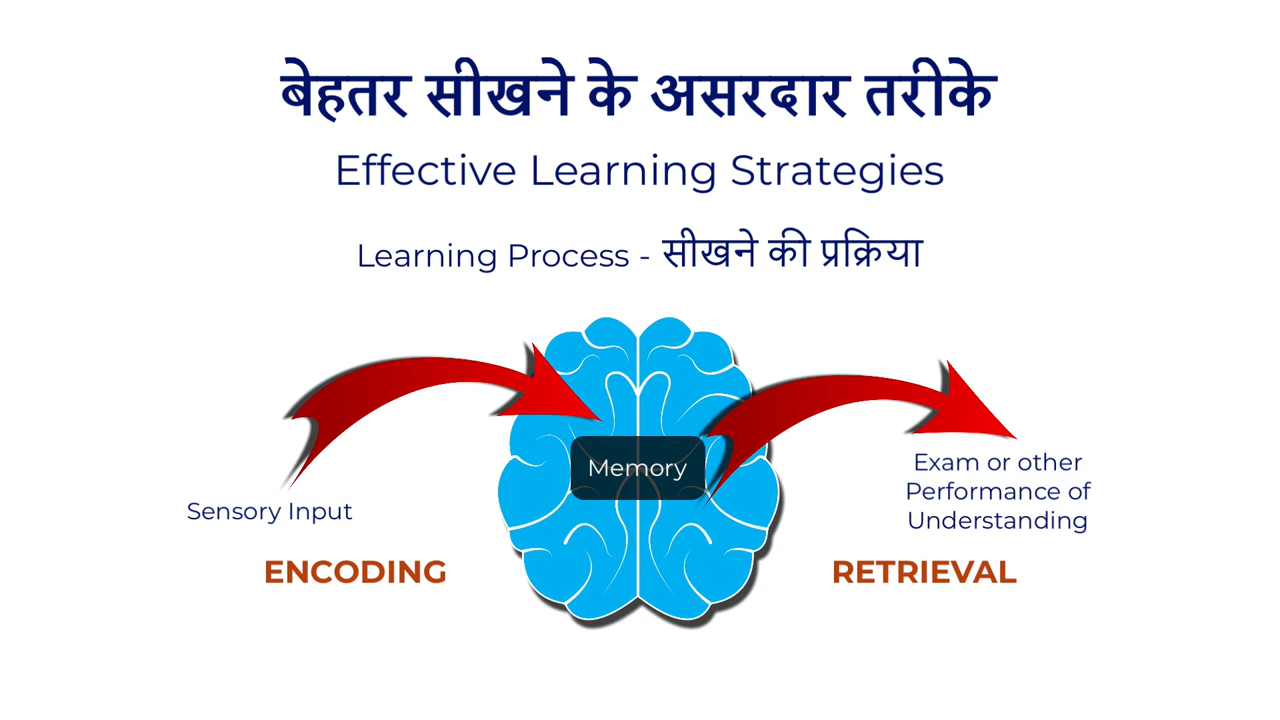 बेहतर सीखने के असरदार तरीके
Effective Learning Strategies
Learning Process - सीखने की प्रक्रिया
Memory
Sensory Input
ENCODING
Exam or other
Performance of
Understanding
RETRIEVAL